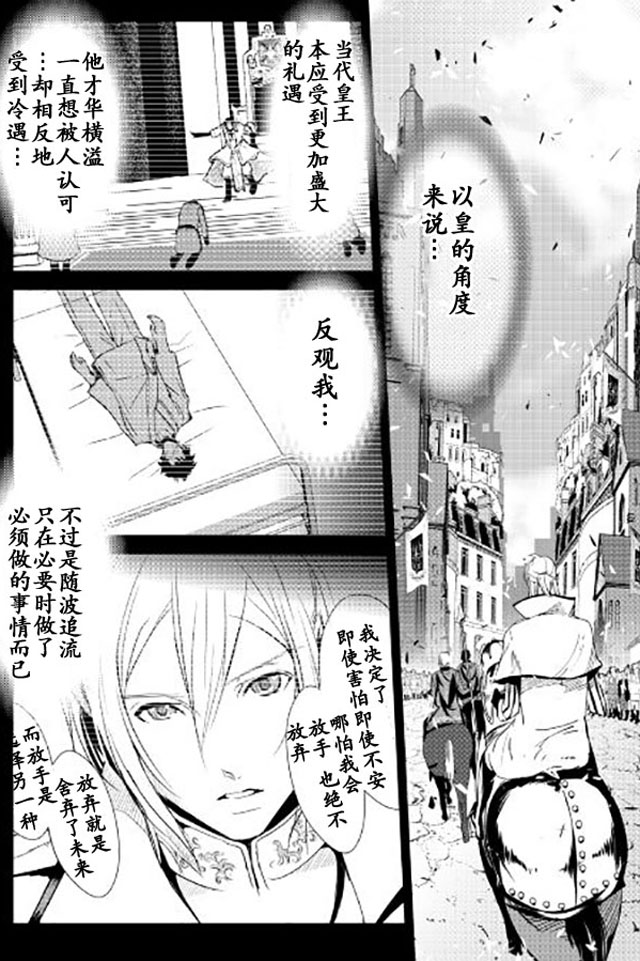 以皇的角度
来说…
当代皇王
本应受到更加盛大
的礼遇
他才华横溢
一直想被人认可
…却相反地
受到冷遇…
反观我…
不过是随波追流
只在必要时做了
必须做的事情而已
我决定了
即使害怕即使不安
哪怕我会
放手
也绝不
放弃
放弃就是
舍弃了未来
而放手是
择另一种